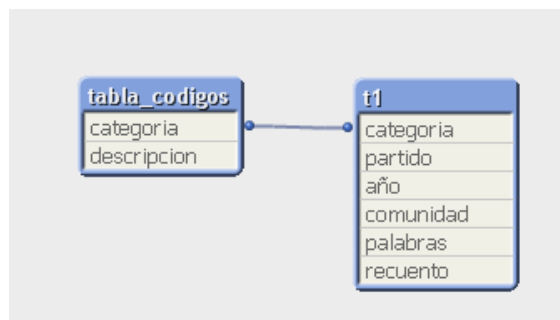 tabla_codigos
categoria
descripcion
t1
categoria
partido
año
comunidad
palabras
recuento